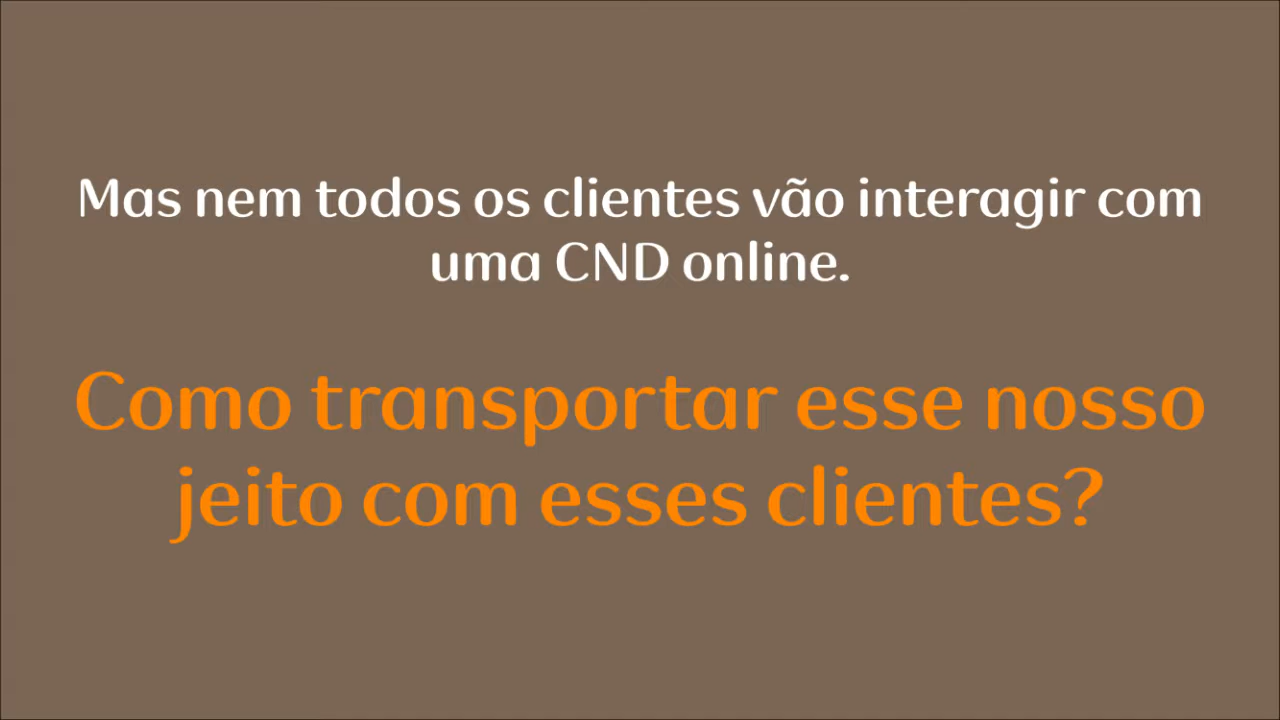 Mas nem todos os clientes vão interagir com
uma CND online.
Como transportar esse nosso
jeito com esses clientes?